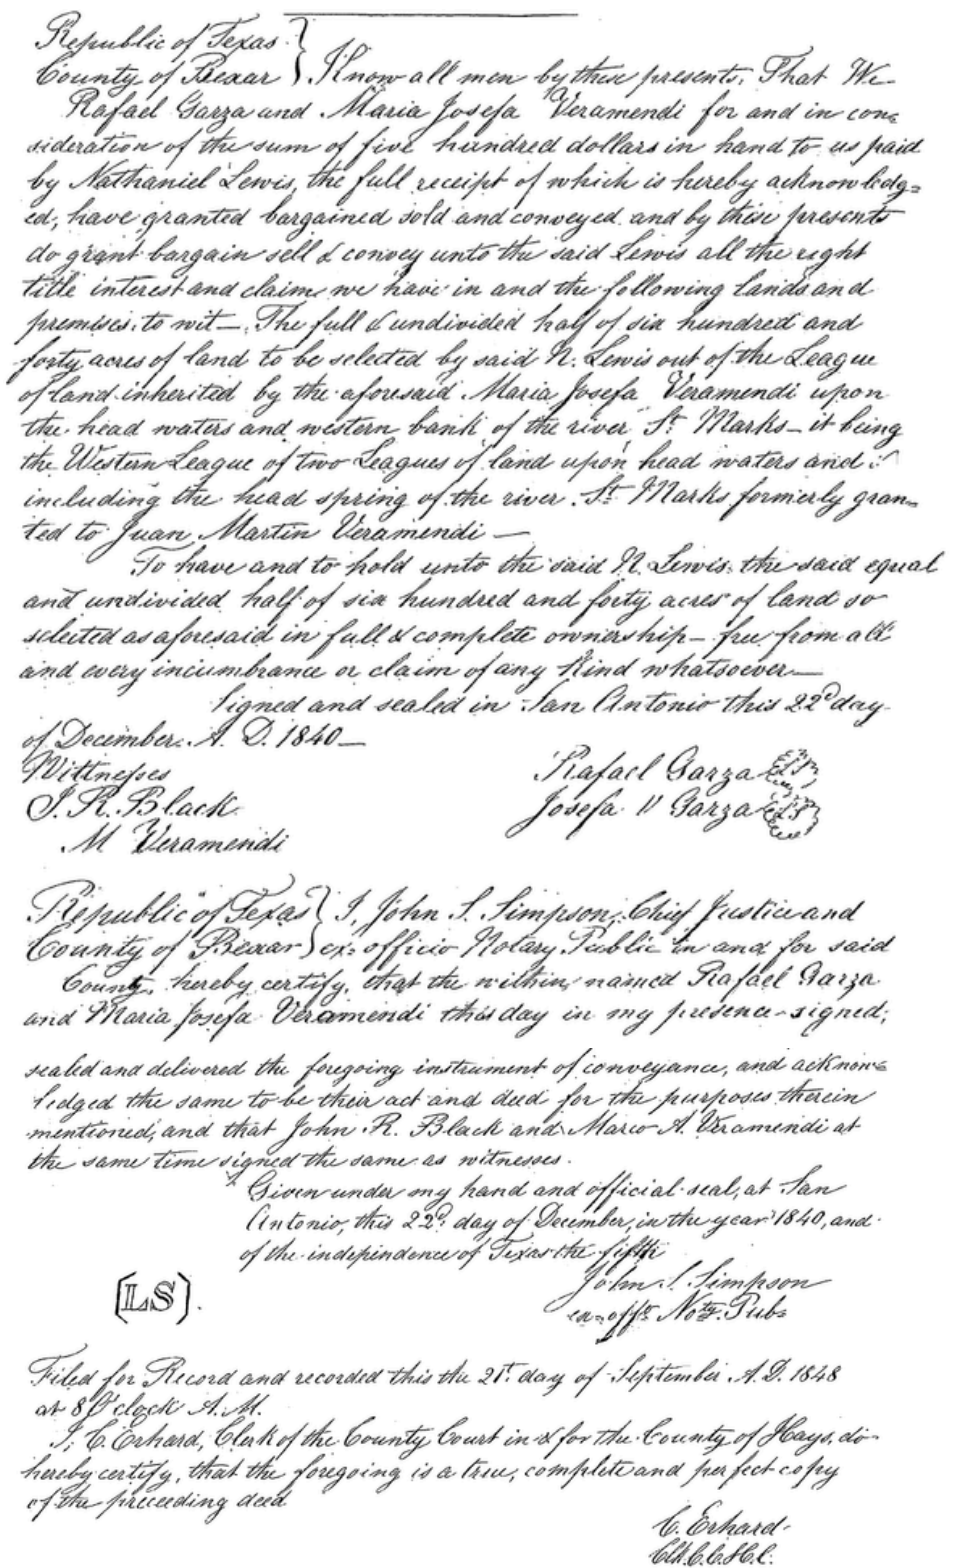 Republic of Texas
County of Bexar } Know all men by these presents, That We
Rafael Garza and Maria Josefa Veramendi for and in con=
sideration of the sum of five hundred dollars in hand to us paid
by Nathaniel Lewis, the full receipt of which is hereby acknowledg=
ed, have granted bargained sold and conveyed and by these presents
do grant bargain sell & convey unto the said Lewis all the right
title interest and claim we have in and the following lands and
premises, to wit—. The full & undivided half of six hundred and
forty acres of land to be selected by said N. Lewis out of the League
of land inherited by the aforesaid Maria Josefa Veramendi upon
the head waters and western bank of the river St. Marks— it being
the Western League of two Leagues of land upon head waters and
including the head spring of the river St. Marks formerly gran=
ted to Juan Martin Veramendi —
To have and to hold unto the said N. Lewis, the said equal
and undivided half of six hundred and forty acres of land so
selected as aforesaid in full & complete ownership— free from all
and every incumbrance or claim of any kind whatsoever—
Signed and sealed in San Antonio this 22d day
of December. A. D. 1840—
Wittnesses
Rafael Garza LS
J. R. Black
Josefa V Garza LS
M Veramendi
Republic of Texas } I, John S. Simpson, Chief Justice and
County of Bexar } ex. officio Notary Public in and for said
County, hereby certify, that the within named Rafael Garza
and Maria Josefa Veramendi this day in my presence signed,
sealed and delivered the foregoing instrument of conveyance, and acknow=
ledged the same to be their act and deed for the purposes therein
mentioned, and that John R. Black and Marco A. Veramendi at
the same time signed the same as witnesses.
Given under my hand and official seal, at San
Antonio, this 22d. day of December, in the year 1840, and
of the independence of Texas the fifth
John S. Simpson
(LS).
ex-offo Noty. Pub=
Filed for Record and recorded this the 21t. day of September A. D. 1848
at 8 O'clock A. M.
I, C. Erhard, Clerk of the County Court in & for the County of Hays, do
hereby certify, that the foregoing is a true, complete and perfect copy
of the preceeding deed
C. Erhard
Clk. C. C. H. C.